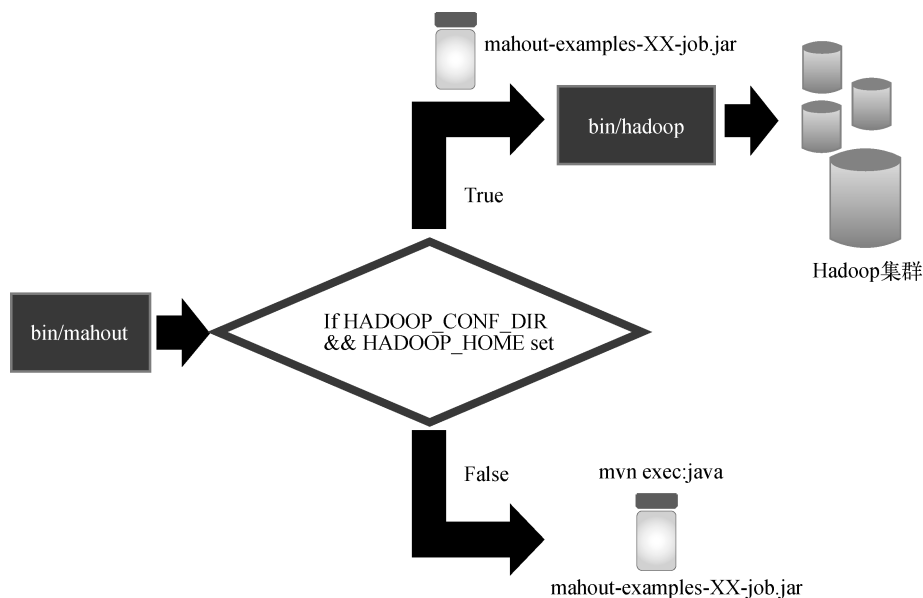 mahout-examples-XX-job.jar
bin/hadoop
True
Hadoop集群
bin/mahout
If HADOOP_CONF_DIR
&& HADOOP_HOME set
False
mvn exec:java
mahout-examples-XX-job.jar